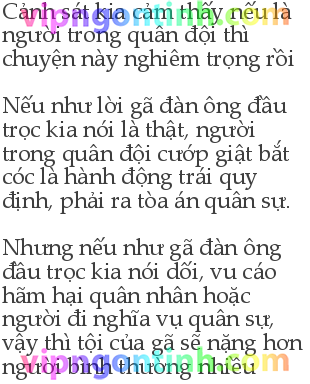 Cảnh sát kia cảm thấy nếu là
người trong quân đội thì
chuyện này nghiêm trọng rồi
Nếu như lời gã đàn ông đầu
trọc kia nói là thật, người
trong quân đội cướp giật bắt
cóc là hành động trái quy
định, phải ra tòa án quân sự.
Nhưng nếu như gã đàn ông
đầu trọc kia nói dối, vu cáo
hãm hại quân nhân hoặc
người đi nghĩa vụ quân sự,
vậy thì tội của gã sẽ nặng hơn
người bình thường nhiều
vipngontinh.com
vipngontinh.com